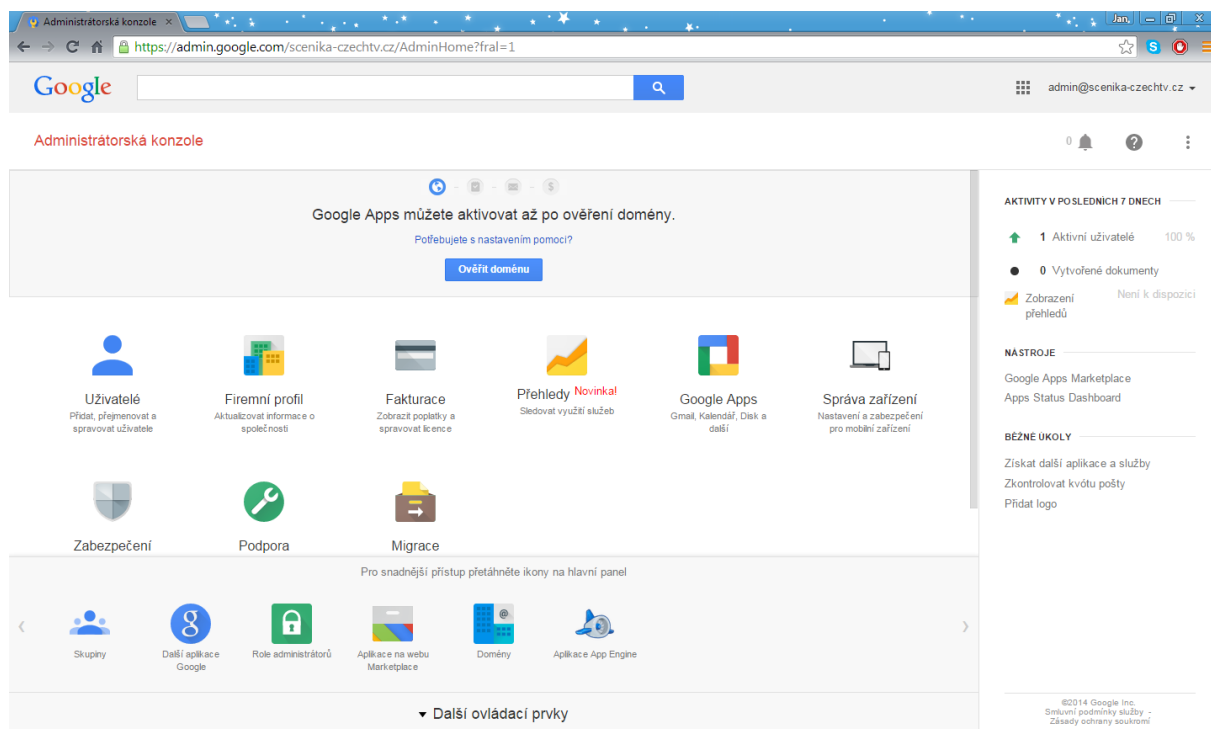 Administrátorská konzole
Jan,
https://admin.google.com/scenika-czechtv.cz/AdminHome?fral=1
Google
admin@scenika-czechtv.cz
Administrátorská konzole
0
Google Apps můžete aktivovat až po ověření domény.
Potřebujete s nastavením pomoci?
Ověřit doménu
Uživatelé
Přidat, přejmenovat a
spravovat uživatele
Firemní profil
Aktualizovat informace o
společnosti
Fakturace
Zobrazit poplatky a
spravovat licence
Přehledy Novinka!
Sledovat využití služeb
Google Apps
Gmail, Kalendář, Disk a
další
Správa zařízení
Nastavení a zabezpečení
pro mobilní zařízení
Zabezpečení
Podpora
Migrace
Pro snadnější přístup přetáhněte ikony na hlavní panel
Skupiny
Další aplikace
Google
Role administrátorů
Aplikace na webu
Marketplace
Domény
Aplikace App Engine
Další ovládací prvky
AKTIVITY V POSLEDNÍCH 7 DNECH
1 Aktivní uživatelé 100 %
0 Vytvořené dokumenty
Zobrazení Není k dispozici
přehledů
NÁSTROJE
Google Apps Marketplace
Apps Status Dashboard
BĚŽNÉ ÚKOLY
Získat další aplikace a služby
Zkontrolovat kvótu pošty
Přidat logo
©2014 Google Inc.
Smluvní podmínky služby -
Zásady ochrany soukromí